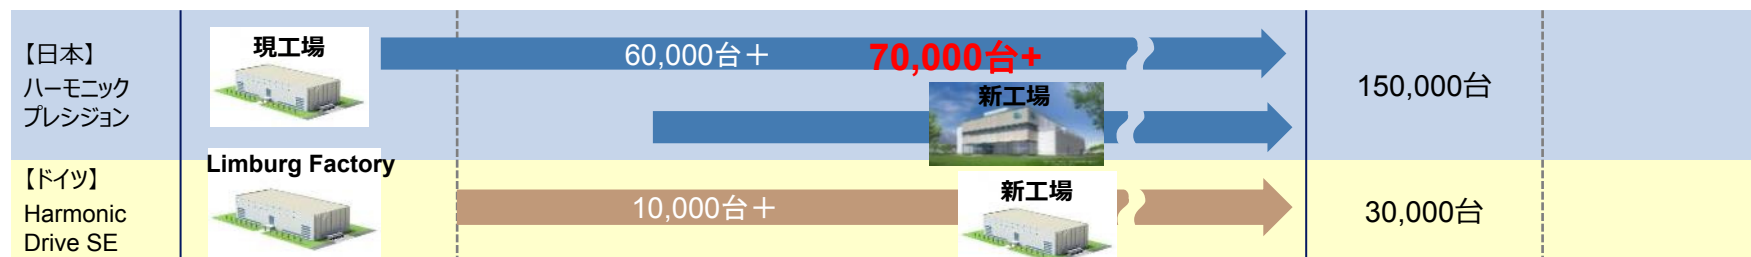 【日本】
ハーモニック
プレシジョン
現工場
60,000台＋
70,000台+
新工場
150,000台
【ドイツ】
Harmonic
Drive SE
Limburg Factory
10,000台＋
新工場
30,000台